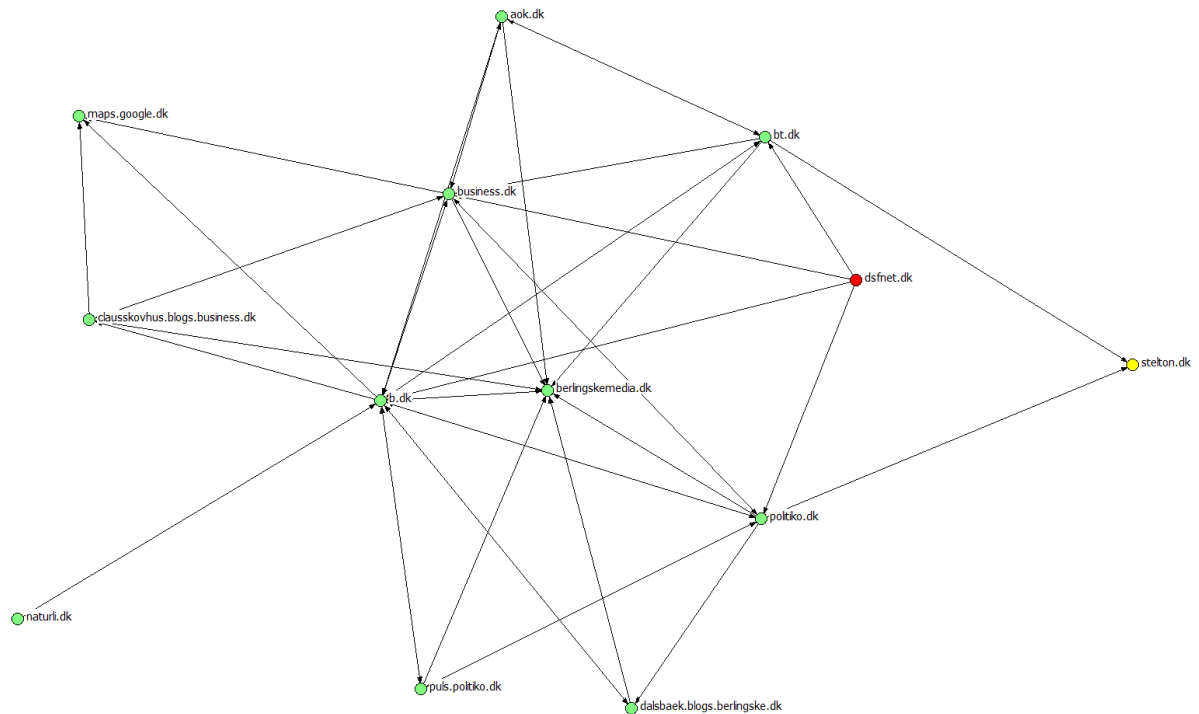 aok.dk
maps.google.dk
bt.dk
business.dk
dsfnet.dk
clausskovhus.blogs.business.dk
stelton.dk
berlingskemedia.dk
b.dk
politiko.dk
naturli.dk
puls.politiko.dk
dalsbaek.blogs.berlingske.dk